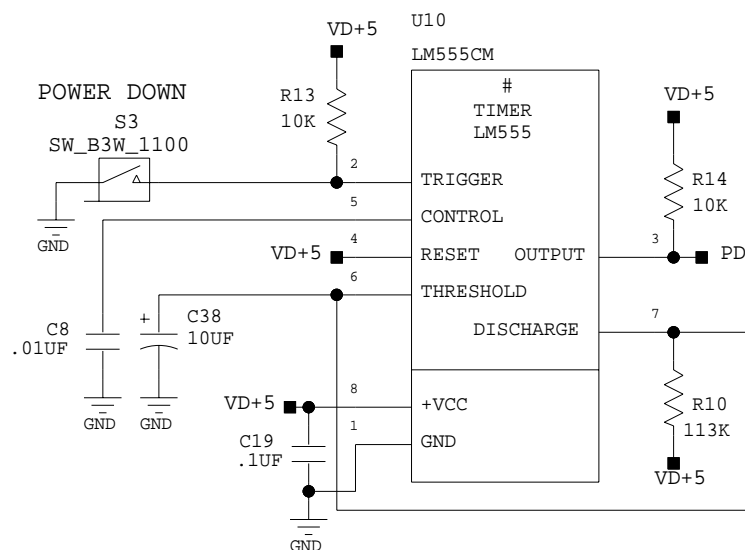 U10
LM555CM
VD+5
POWER DOWN
S3
SW_B3W_1100
R13
10K
#
TIMER
LM555
VD+5
R14
10K
2
TRIGGER
5
CONTROL
GND
VD+5
4
RESET
OUTPUT
3
PD
6
THRESHOLD
C8
.01UF
+
C38
10UF
DISCHARGE
7
GND
GND
VD+5
8
+VCC
R10
113K
VD+5
C19
.1UF
1
GND
GND